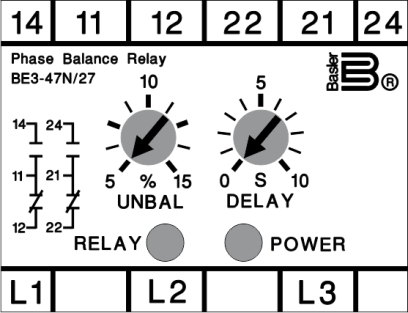 14 11 12 22 21 24
Phase Balance Relay
BE3-47N/27
Basler
B ®
10
5
14 24
11 21
12 22
5 % 15
UNBAL
0 S 10
DELAY
RELAY
POWER
L1 L2 L3